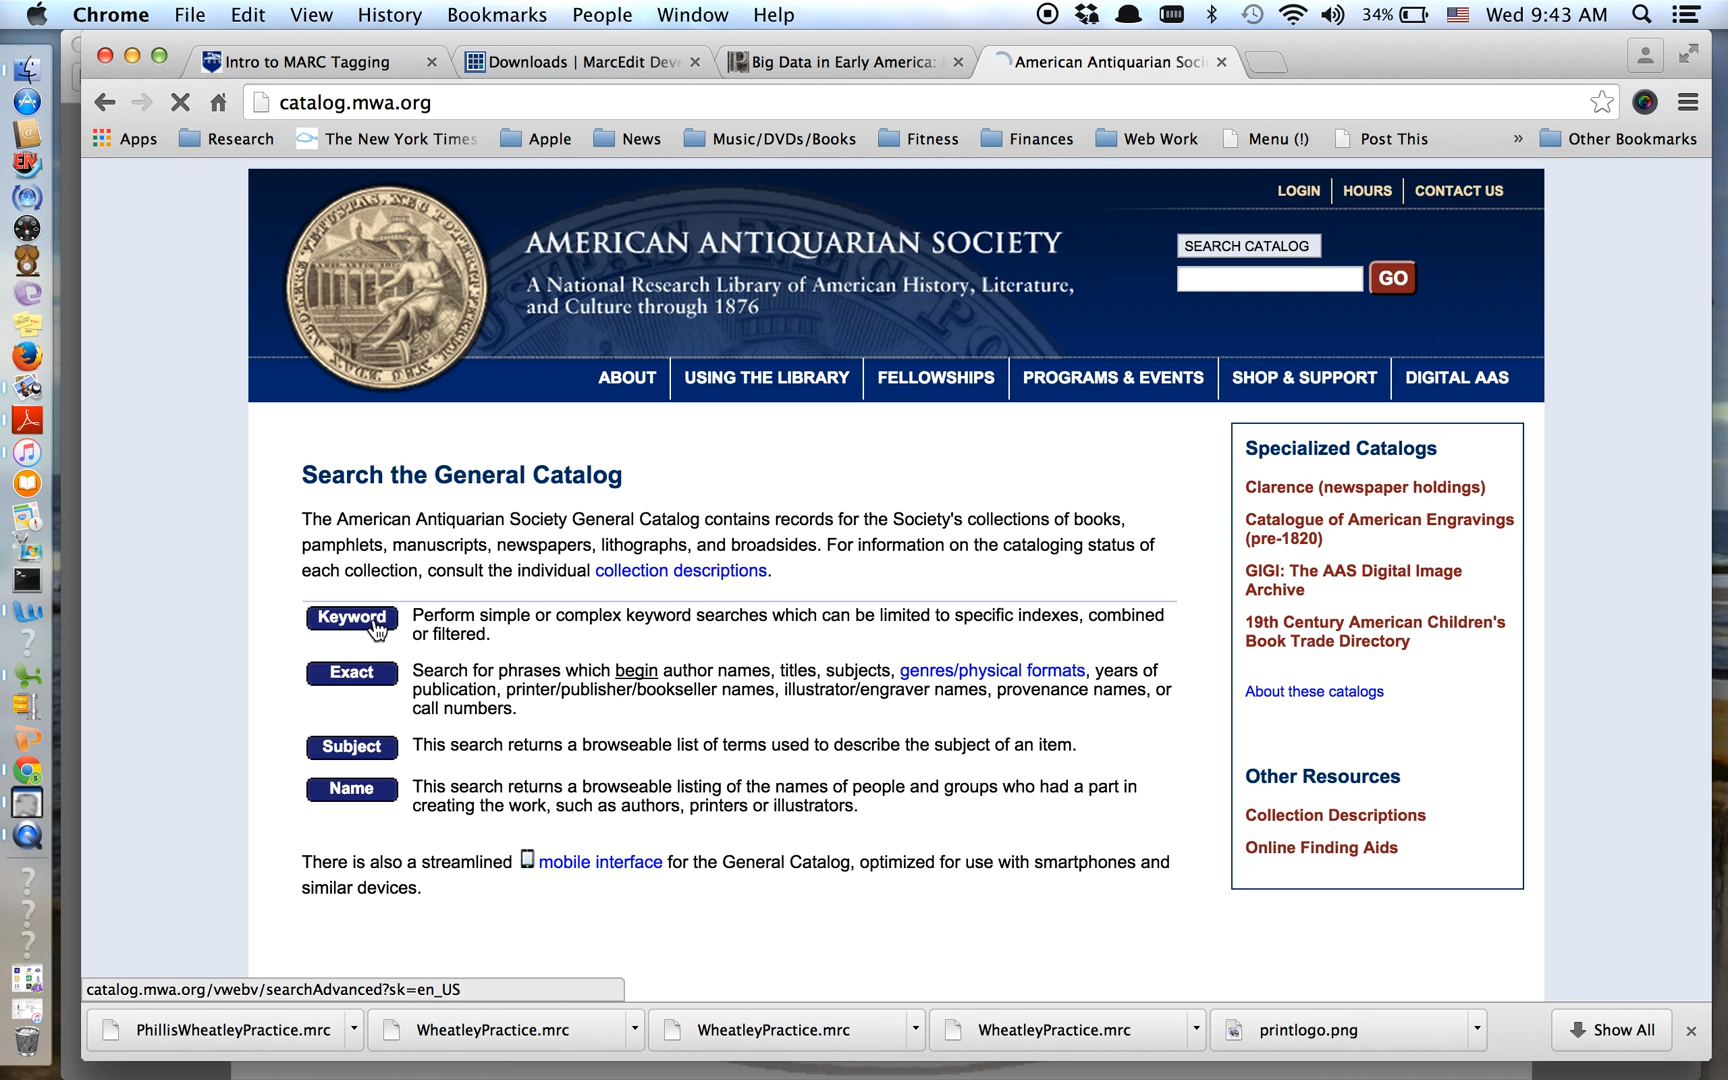 Chrome File Edit View History Bookmarks People Window Help 34% Wed 9:43 AM
Intro to MARC Tagging
Downloads | MarcEdit Deve
Big Data in Early America:
American Antiquarian Soci
catalog.mwa.org
Apps Research The New York Times Apple News Music/DVDs/Books Fitness Finances Web Work Menu (!) Post This » Other Bookmarks
LOGIN HOURS CONTACT US
AMERICAN ANTIQUARIAN SOCIETY
A National Research Library of American History, Literature,
and Culture through 1876
SEARCH CATALOG
GO
ABOUT USING THE LIBRARY FELLOWSHIPS PROGRAMS & EVENTS SHOP & SUPPORT DIGITAL AAS
Search the General Catalog
The American Antiquarian Society General Catalog contains records for the Society's collections of books,
pamphlets, manuscripts, newspapers, lithographs, and broadsides. For information on the cataloging status of
each collection, consult the individual collection descriptions.
Keyword Perform simple or complex keyword searches which can be limited to specific indexes, combined
or filtered.
Exact Search for phrases which begin author names, titles, subjects, genres/physical formats, years of
publication, printer/publisher/bookseller names, illustrator/engraver names, provenance names, or
call numbers.
Subject This search returns a browseable list of terms used to describe the subject of an item.
Name This search returns a browseable listing of the names of people and groups who had a part in
creating the work, such as authors, printers or illustrators.
There is also a streamlined mobile interface for the General Catalog, optimized for use with smartphones and
similar devices.
Specialized Catalogs
Clarence (newspaper holdings)
Catalogue of American Engravings
(pre-1820)
GIGI: The AAS Digital Image
Archive
19th Century American Children's
Book Trade Directory
About these catalogs
Other Resources
Collection Descriptions
Online Finding Aids
catalog.mwa.org/vwebv/searchAdvanced?sk=en_US
PhillisWheatleyPractice.mrc WheatleyPractice.mrc WheatleyPractice.mrc WheatleyPractice.mrc printlogo.png Show All